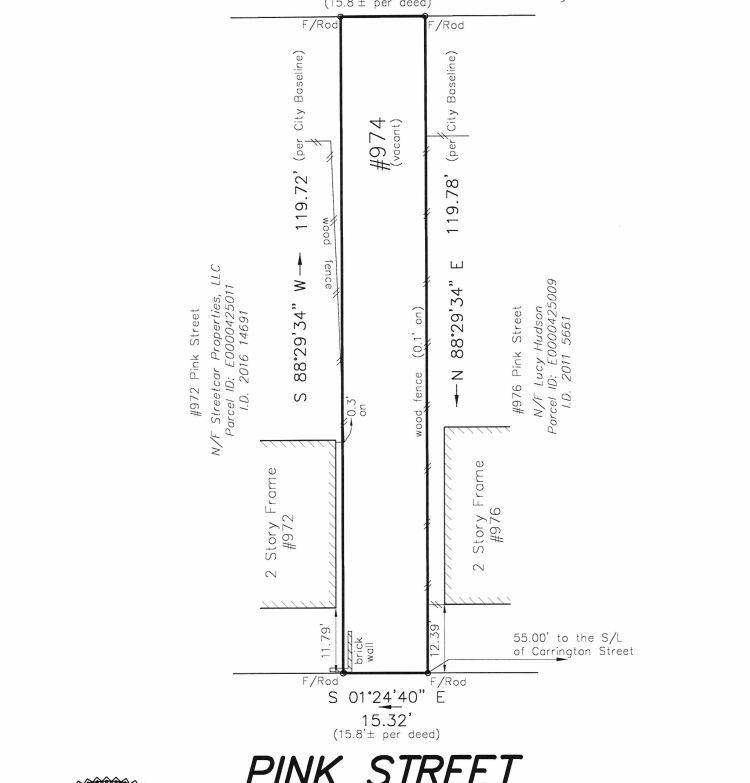 (15.8'± per deed)
F/Rod
F/Rod
#974
(vacant)
S 88°29'34" W 119.72' (per City Baseline)
wood fence
N 88°29'34" E 119.78' (per City Baseline)
wood fence (0.1' on)
#972 Pink Street
N/F Streetcar Properties, LLC
Parcel ID: E0000425011
I.D. 2016 14691
#976 Pink Street
N/F Lucy Hudson
Parcel ID: E0000425009
I.D. 2011 5661
0.3'
on
2 Story Frame
#972
2 Story Frame
#976
11.79'
brick
wall
12.39'
55.00' to the S/L
of Carrington Street
F/Rod
F/Rod
S 01°24'40" E
15.32'
(15.8'± per deed)
PINK STREET